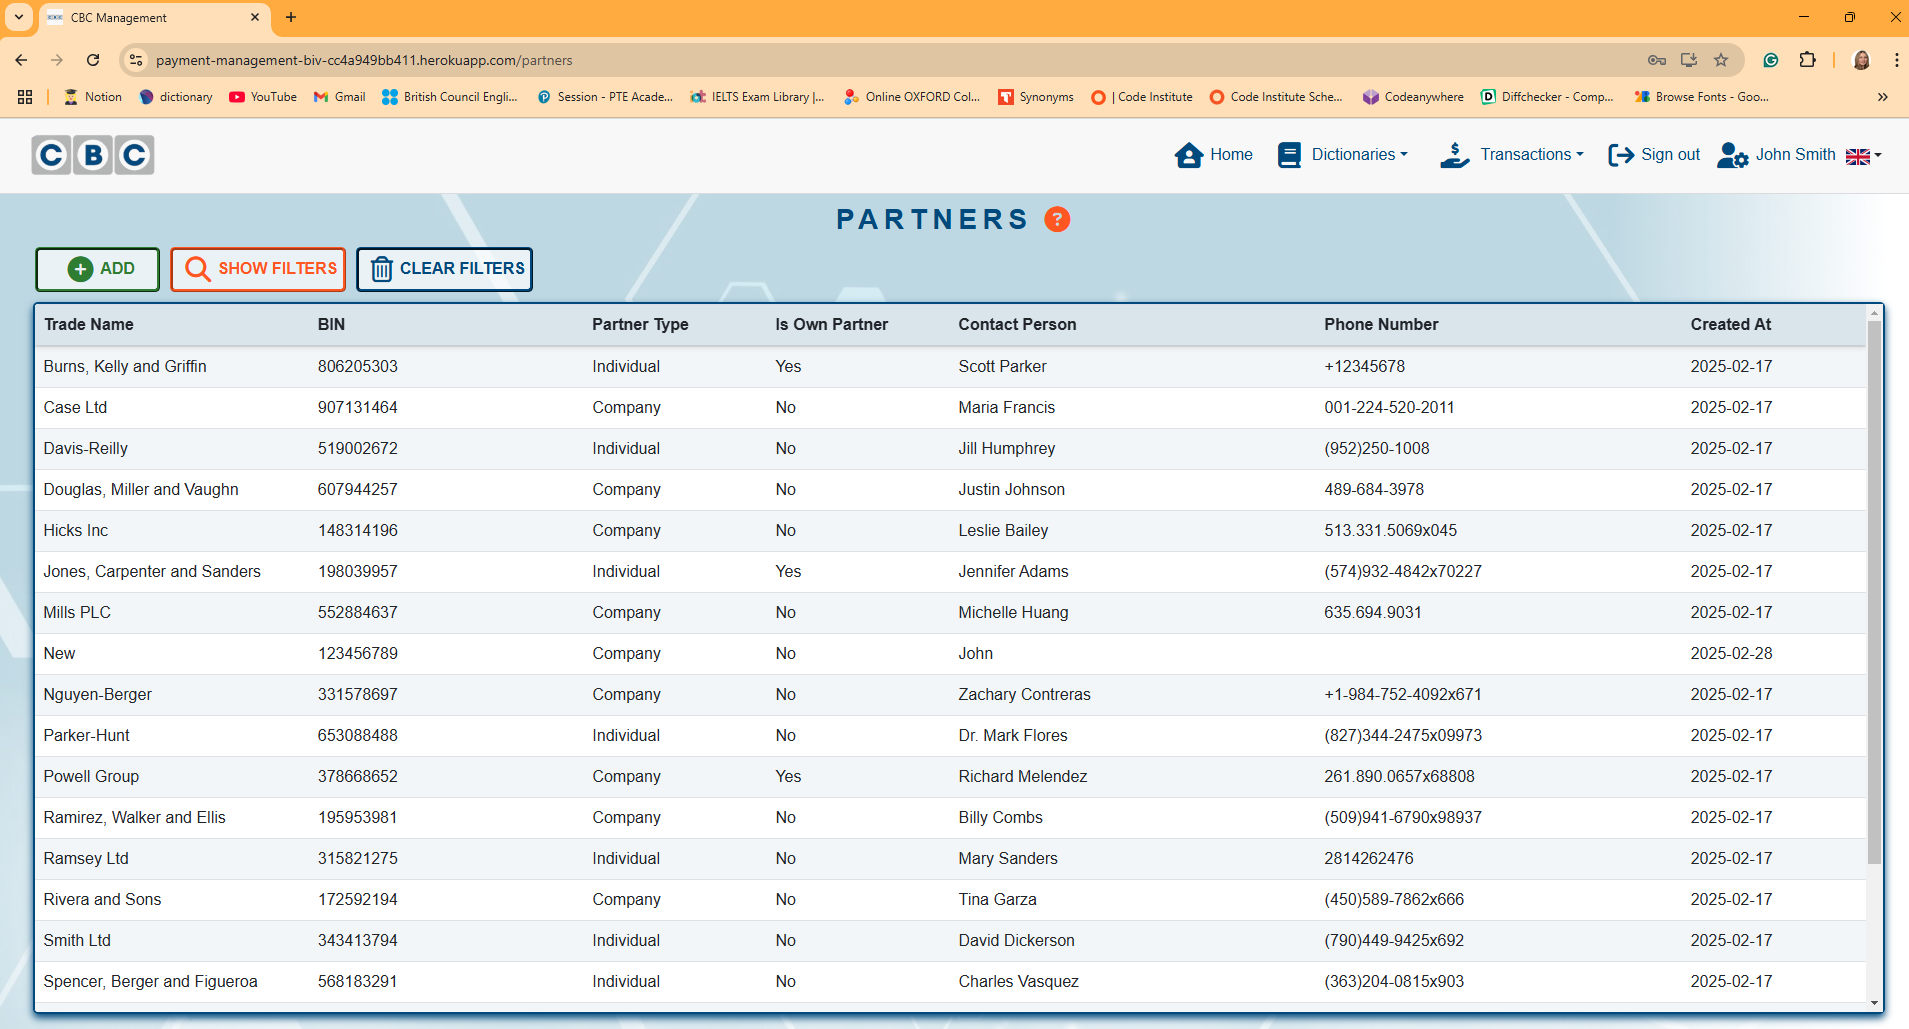 CBC Management
payment-management-biv-cc4a949bb411.herokuapp.com/partners
Notion dictionary YouTube Gmail British Council Engli... Session - PTE Acade... IELTS Exam Library |... Online OXFORD Col... Synonyms | Code Institute Code Institute Sche... Codeanywhere Diffchecker - Comp... Browse Fonts - Goo...
CBC Home Dictionaries Transactions Sign out John Smith
PARTNERS ?
ADD SHOW FILTERS CLEAR FILTERS
Trade Name BIN Partner Type Is Own Partner Contact Person Phone Number Created At
Burns, Kelly and Griffin 806205303 Individual Yes Scott Parker +12345678 2025-02-17
Case Ltd 907131464 Company No Maria Francis 001-224-520-2011 2025-02-17
Davis-Reilly 519002672 Individual No Jill Humphrey (952)250-1008 2025-02-17
Douglas, Miller and Vaughn 607944257 Company No Justin Johnson 489-684-3978 2025-02-17
Hicks Inc 148314196 Company No Leslie Bailey 513.331.5069x045 2025-02-17
Jones, Carpenter and Sanders 198039957 Individual Yes Jennifer Adams (574)932-4842x70227 2025-02-17
Mills PLC 552884637 Company No Michelle Huang 635.694.9031 2025-02-17
New 123456789 Company No John 2025-02-28
Nguyen-Berger 331578697 Company No Zachary Contreras +1-984-752-4092x671 2025-02-17
Parker-Hunt 653088488 Individual No Dr. Mark Flores (827)344-2475x09973 2025-02-17
Powell Group 378668652 Company Yes Richard Melendez 261.890.0657x68808 2025-02-17
Ramirez, Walker and Ellis 195953981 Company No Billy Combs (509)941-6790x98937 2025-02-17
Ramsey Ltd 315821275 Individual No Mary Sanders 2814262476 2025-02-17
Rivera and Sons 172592194 Company No Tina Garza (450)589-7862x666 2025-02-17
Smith Ltd 343413794 Individual No David Dickerson (790)449-9425x692 2025-02-17
Spencer, Berger and Figueroa 568183291 Individual No Charles Vasquez (363)204-0815x903 2025-02-17